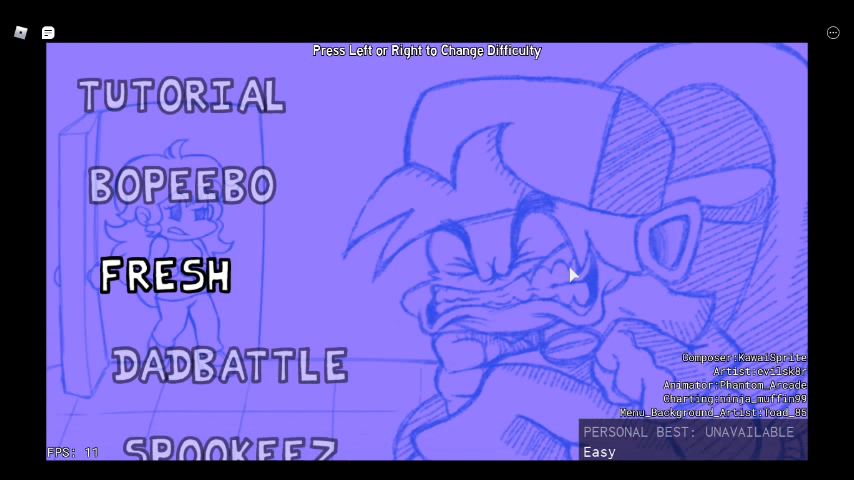 Press Left or Right to Change Difficulty
TUTORIAL
BOPEEBO
FRESH
DADBATTLE
SPOOKEEZ
Composer:KawaiSprite
Artist:evilsk8r
Animator:Phantom_Arcade
Charting:ninja_muffin99
Menu_Background_Artist:Toad_86
PERSONAL BEST: UNAVAILABLE
Easy
FPS: 11